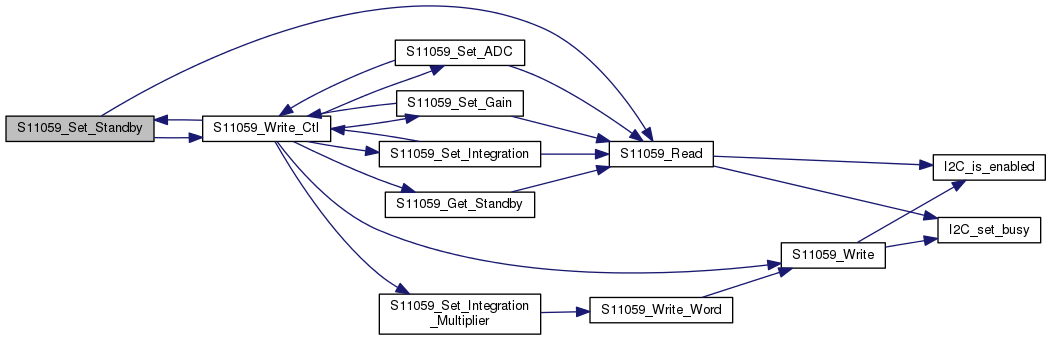 S11059_Set_Standby
S11059_Write_Ctl
S11059_Set_ADC
S11059_Set_Gain
S11059_Set_Integration
S11059_Get_Standby
S11059_Set_Integration
_Multiplier
S11059_Read
S11059_Write_Word
S11059_Write
I2C_is_enabled
I2C_set_busy